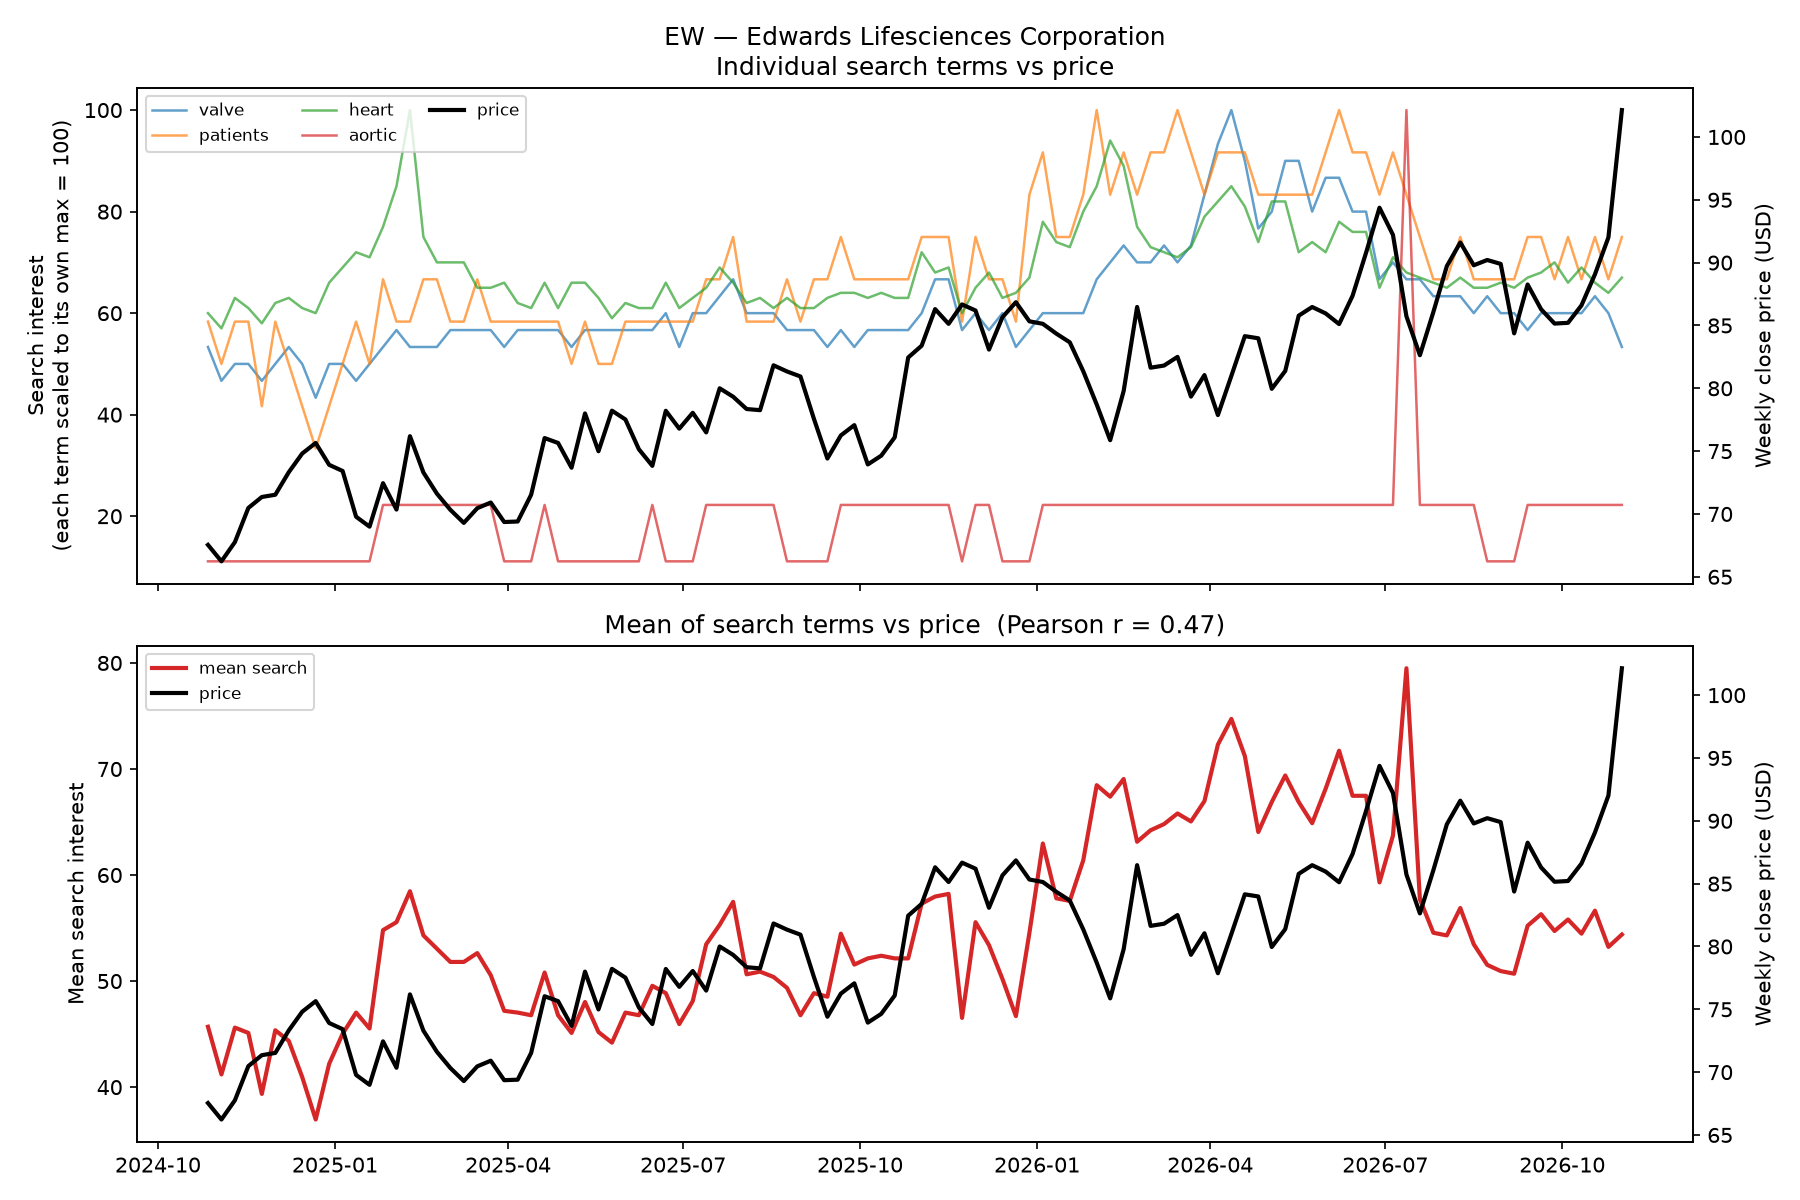 EW — Edwards Lifesciences Corporation
Individual search terms vs price
valve
patients
heart
aortic
price
100
80
60
40
20
Search interest
(each term scaled to its own max = 100)
100
95
90
85
80
75
70
65
Weekly close price (USD)
Mean of search terms vs price (Pearson r = 0.47)
mean search
price
80
70
60
50
40
Mean search interest
100
95
90
85
80
75
70
65
Weekly close price (USD)
2024-10 2025-01 2025-04 2025-07 2025-10 2026-01 2026-04 2026-07 2026-10